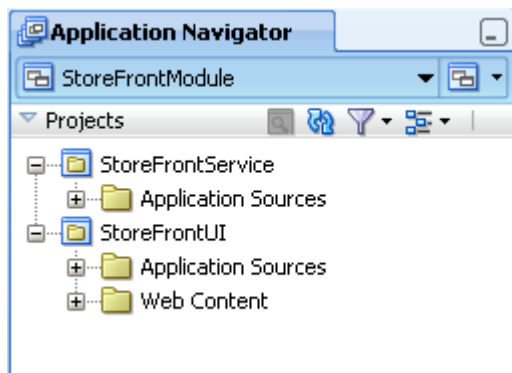 Application Navigator
StoreFrontModule
Projects
StoreFrontService
Application Sources
StoreFrontUI
Application Sources
Web Content